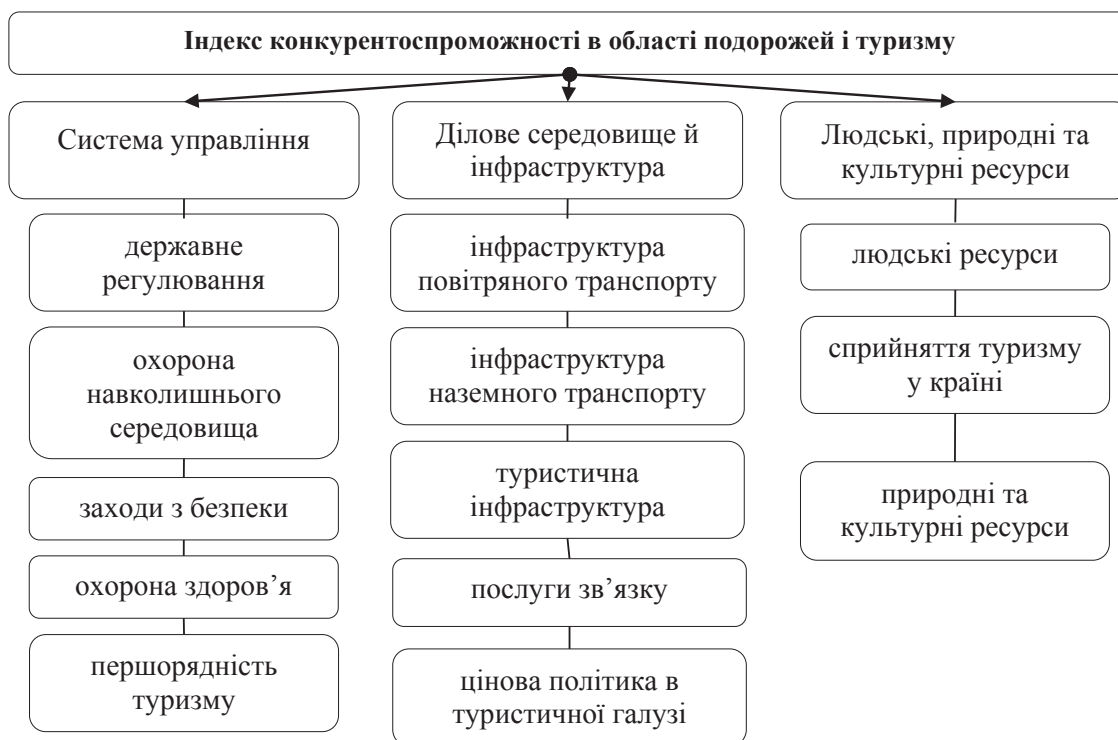 Індекс конкурентоспроможності в області подорожей і туризму
Система управління
державне
регулювання
охорона
навколишнього
середовища
заходи з безпеки
охорона здоров’я
першорядність
туризму
Ділове середовище й
інфраструктура
інфраструктура
повітряного транспорту
інфраструктура
наземного транспорту
туристична
інфраструктура
послуги зв’язку
цінова політика в
туристичної галузі
Людські, природні та
культурні ресурси
людські ресурси
сприйняття туризму
у країні
природні та
культурні ресурси